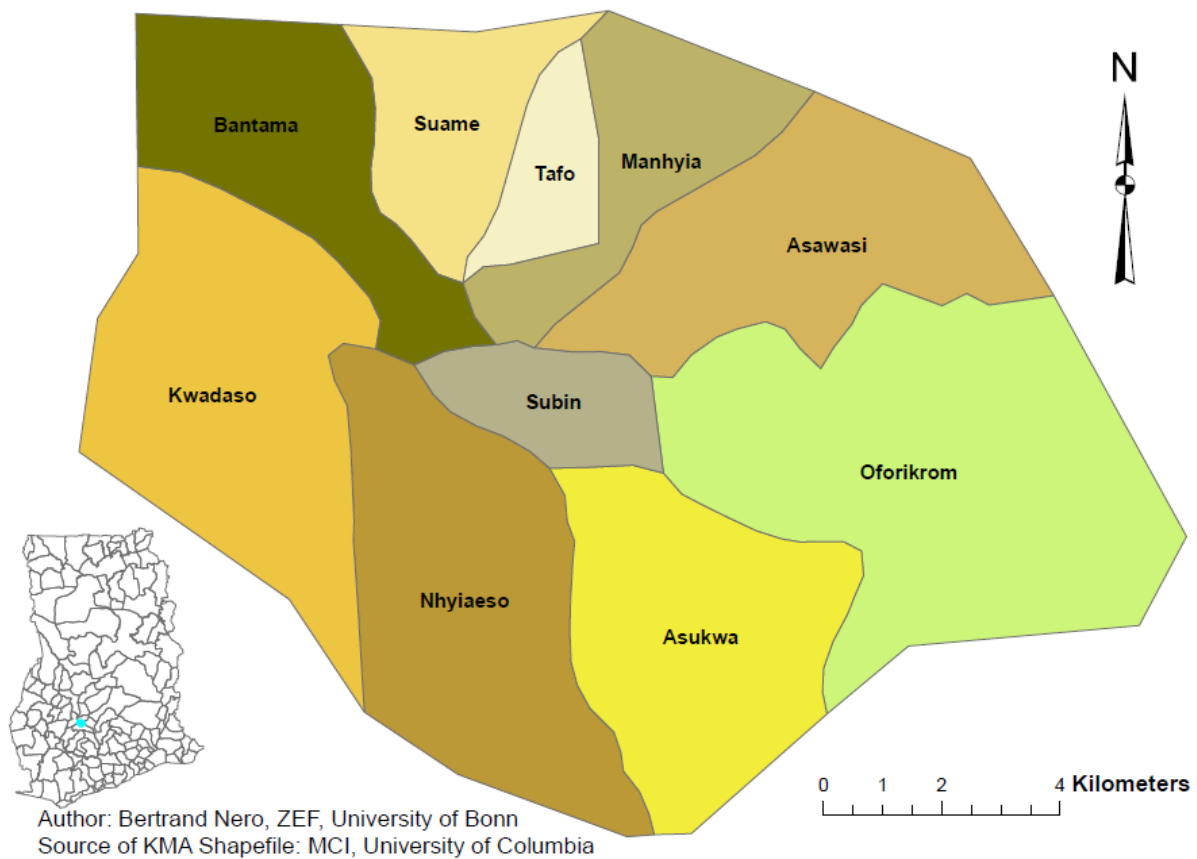 N
Bantama
Suame
Tafo
Manhyia
Asawasi
Kwadaso
Subin
Oforikrom
Nhyiaeso
Asukwa
0 1 2 4 Kilometers
Author: Bertrand Nero, ZEF, University of Bonn
Source of KMA Shapefile: MCI, University of Columbia